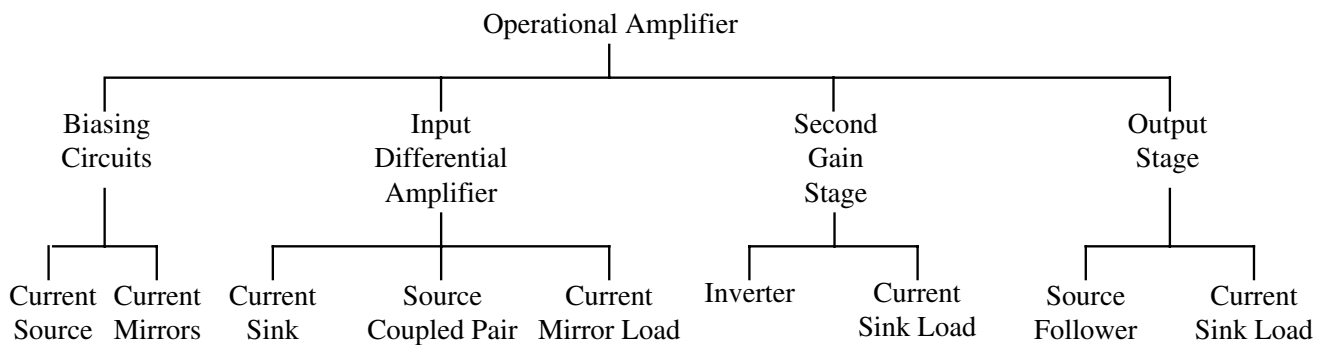 Operational Amplifier
Biasing
Circuits
Input
Differential
Amplifier
Second
Gain
Stage
Output
Stage
Current
Source
Current
Mirrors
Current
Sink
Source
Coupled Pair
Current
Mirror Load
Inverter
Current
Sink Load
Source
Follower
Current
Sink Load